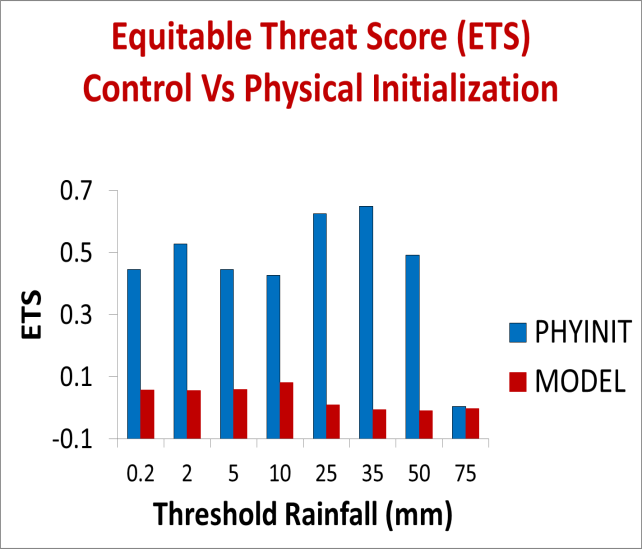 Equitable Threat Score (ETS)
Control Vs Physical Initialization
0.7
0.5
0.3
0.1
-0.1
ETS
0.2 2 5 10 25 35 50 75
Threshold Rainfall (mm)
PHYINIT
MODEL